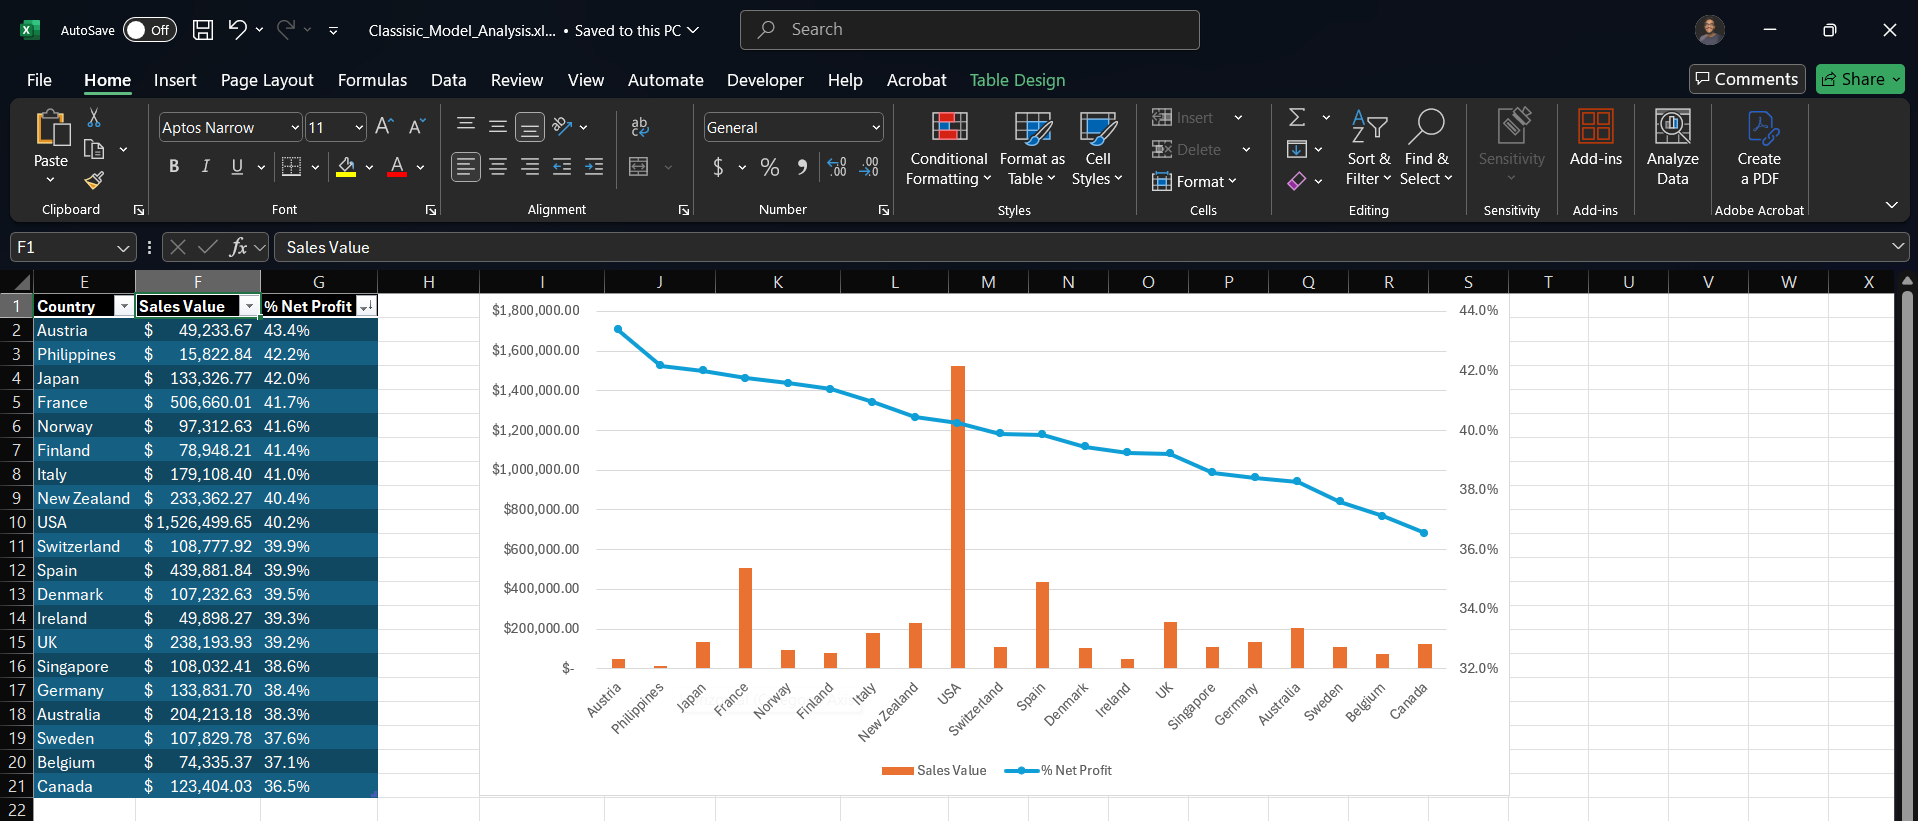 AutoSave Off Classisic_Model_Analysis.xl... • Saved to this PC Search
File Home Insert Page Layout Formulas Data Review View Automate Developer Help Acrobat Table Design Comments Share
Paste
Clipboard
Aptos Narrow 11 A A
B I U A
Font
ab
Alignment
General
$ % , .0 .00 .00 .0
Number
Conditional Formatting
Format as Table
Cell Styles
Styles
Insert
Delete
Format
Cells
Sort & Filter
Find & Select
Editing
Sensitivity
Sensitivity
Add-ins
Add-ins
Analyze Data
Create a PDF
Adobe Acrobat
F1 fx Sales Value
E F G H I J K L M N O P Q R S T U V W X
1 Country Sales Value % Net Profit
2 Austria $ 49,233.67 43.4%
3 Philippines $ 15,822.84 42.2%
4 Japan $ 133,326.77 42.0%
5 France $ 506,660.01 41.7%
6 Norway $ 97,312.63 41.6%
7 Finland $ 78,948.21 41.4%
8 Italy $ 179,108.40 41.0%
9 New Zealand $ 233,362.27 40.4%
10 USA $ 1,526,499.65 40.2%
11 Switzerland $ 108,777.92 39.9%
12 Spain $ 439,881.84 39.9%
13 Denmark $ 107,232.63 39.5%
14 Ireland $ 49,898.27 39.3%
15 UK $ 238,193.93 39.2%
16 Singapore $ 108,032.41 38.6%
17 Germany $ 133,831.70 38.4%
18 Australia $ 204,213.18 38.3%
19 Sweden $ 107,829.78 37.6%
20 Belgium $ 74,335.37 37.1%
21 Canada $ 123,404.03 36.5%
22
$1,800,000.00
$1,600,000.00
$1,400,000.00
$1,200,000.00
$1,000,000.00
$800,000.00
$600,000.00
$400,000.00
$200,000.00
$-
44.0%
42.0%
40.0%
38.0%
36.0%
34.0%
32.0%
Austria
Philippines
Japan
France
Norway
Finland
Italy
New Zealand
USA
Switzerland
Spain
Denmark
Ireland
UK
Singapore
Germany
Australia
Sweden
Belgium
Canada
Sales Value % Net Profit